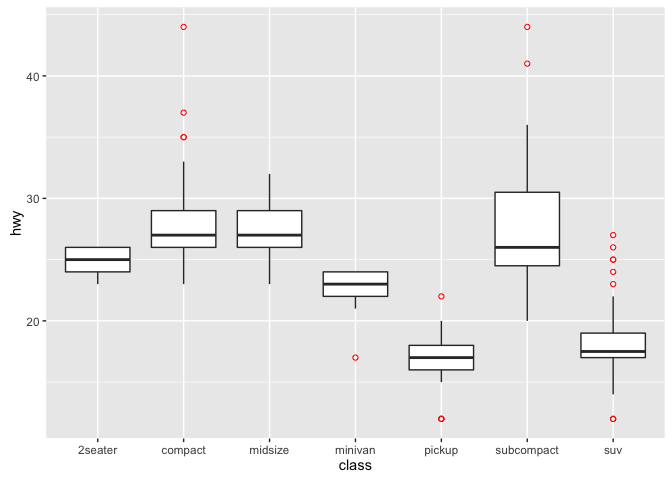 40
30
20
hwy
2seater compact midsize minivan pickup subcompact suv
class